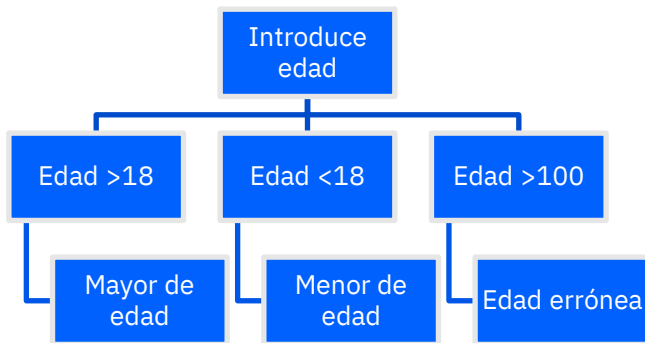 Introduce
edad
Edad >18
Edad <18
Edad >100
Mayor de
edad
Menor de
edad
Edad errónea